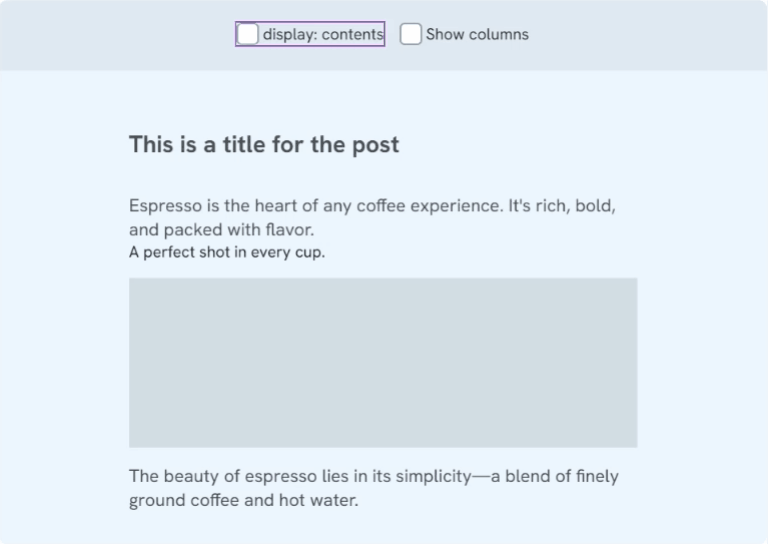 display: contents
Show columns
This is a title for the post
Espresso is the heart of any coffee experience. It's rich, bold,
and packed with flavor.
A perfect shot in every cup.
The beauty of espresso lies in its simplicity—a blend of finely
ground coffee and hot water.